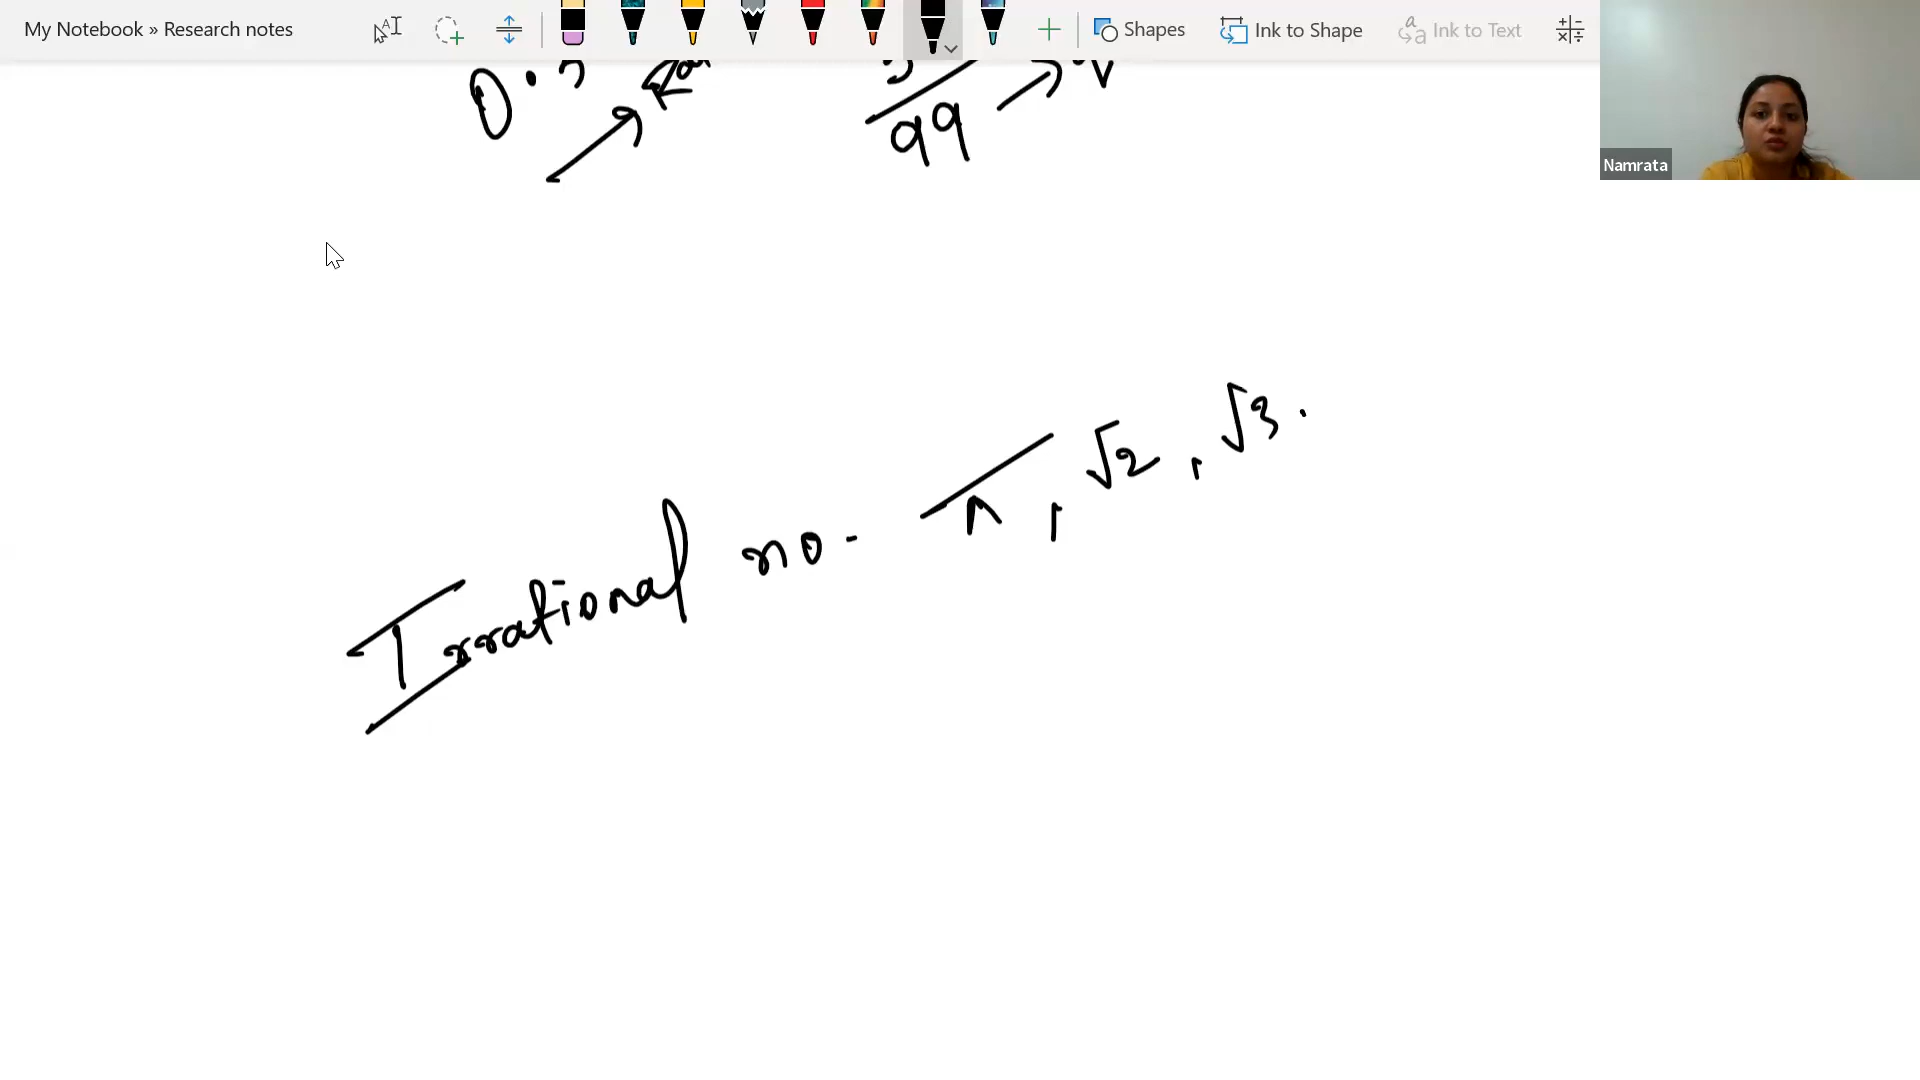 My Notebook » Research notes
Shapes
Ink to Shape
Ink to Text
Namrata
99
Irrational no. π, √2, √3.